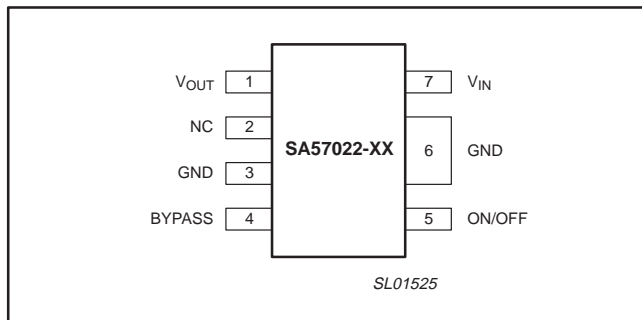 VOUT 1
NC 2
GND 3
BYPASS 4
SA57022-XX
7 VIN
6 GND
5 ON/OFF
SL01525